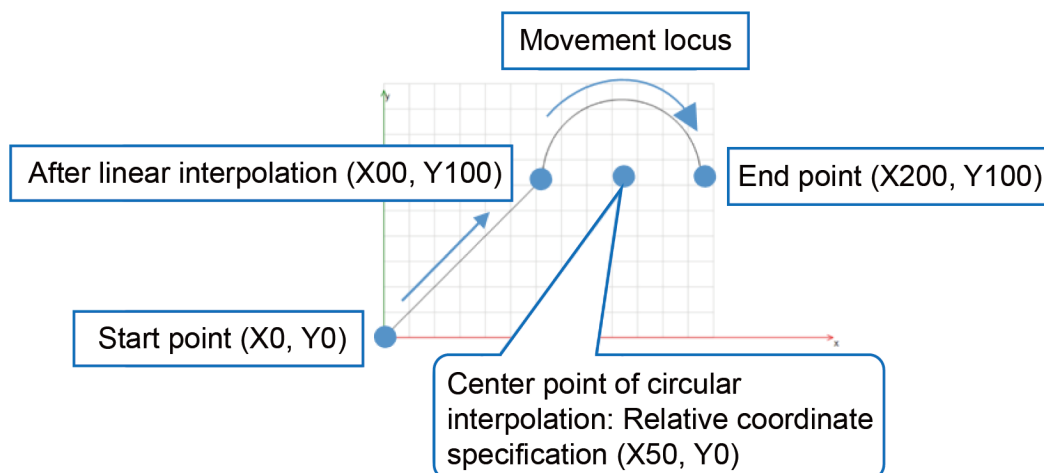 Movement locus
y
After linear interpolation (X00, Y100)
End point (X200, Y100)
Start point (X0, Y0)
x
Center point of circular
interpolation: Relative coordinate
specification (X50, Y0)